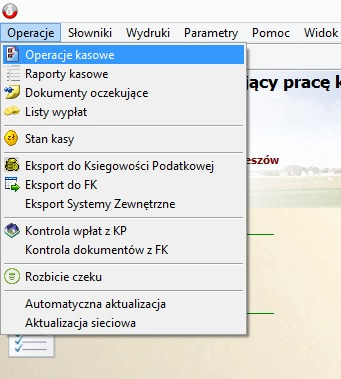 Operacje Słowniki Wydruki Parametry Pomoc Widok
Operacje kasowe
Raporty kasowe
Dokumenty oczekujące
Listy wypłat
Stan kasy
Eksport do Ksiegowości Podatkowej
Eksport do FK
Eksport Systemy Zewnętrzne
Kontrola wpłat z KP
Kontrola dokumentów z FK
Rozbicie czeku
Automatyczna aktualizacja
Aktualizacja sieciowa
jący pracę k
eszów